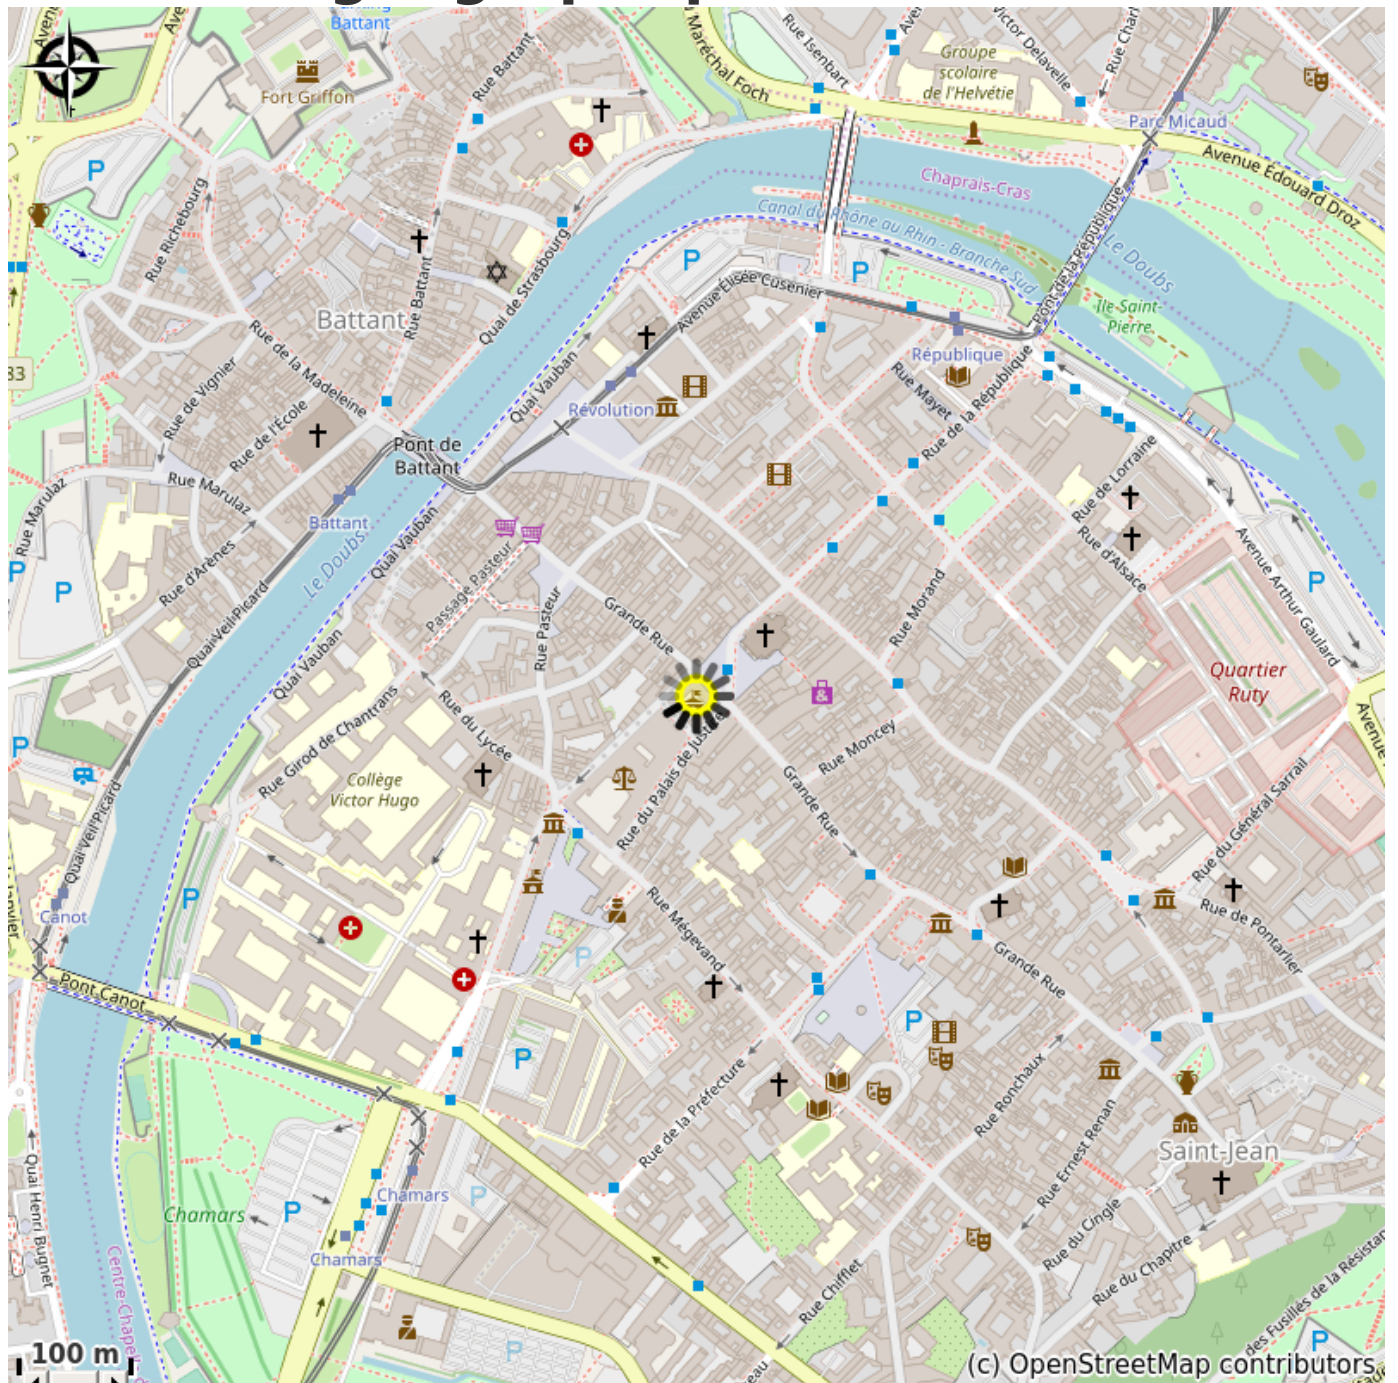 Battant
Fort Griffon
Rue Battant
Rue Isenbart
Maréchal Foch
Groupe
scolaire
de l'Helvétie
Victor Delavelle
Parc Micaud
Avenue Edouard Droz
Chaprais-Cras
Canal du Rhône au Rhin - Branche Sud
Pont de la République
Le Doubs
Ile Saint-
Pierre
Rue Richebourg
Rue Battant
Quai de Strasbourg
Battant
Avenue Élisée Cusenier
République
Rue Mayet
Rue de la République
Révolution
Quai Vauban
Rue de la Madeleine
Rue de Vignier
Rue de l'École
83
Pont de
Battant
Rue Marulaz
Rue Marulaz
Battant
Rue d'Arènes
Le Doubs
Quai Vauban
Passage Pasteur
Rue Pasteur
Grande Rue
Rue de Lorraine
Rue d'Alsace
Avenue Arthur Gaulard
Rue Morand
Quartier
Ruty
Quai Veil Picard
Quai Vauban
Rue Girod de Chantrans
Rue du Lycée
Collège
Victor Hugo
Rue du Palais de Justice
Rue Moncey
Grande Rue
Rue du Général Sarrail
Quai Veil Picard
Canot
Pont Canot
Rue Mégevand
Grande Rue
Rue de Pontarlier
Rue de la Préfecture
Rue Ronchaux
Rue Ernest Renan
Saint-Jean
Rue du Cingle
Rue du Chapitre
Rue Chifflet
Chamars
Chamars
Chamars
Quai Henri Bugnet
des Fusillés de la Résistance
100 m
(c) OpenStreetMap contributors